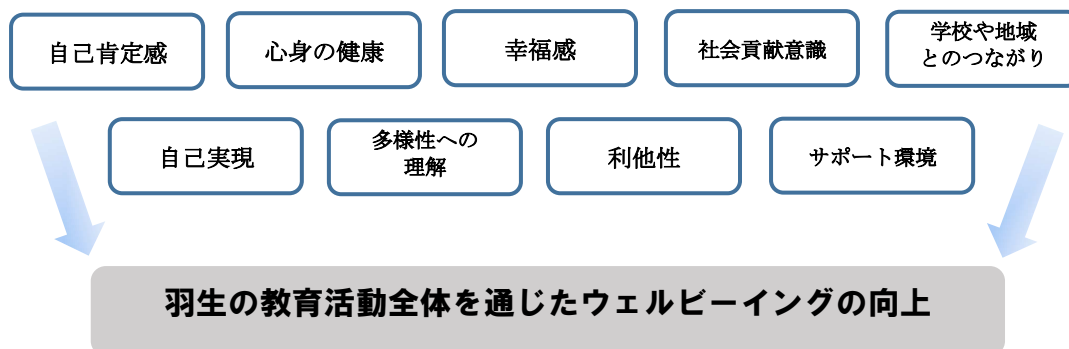 自己肯定感
心身の健康
幸福感
社会貢献意識
学校や地域
とのつながり
自己実現
多様性への
理解
利他性
サポート環境
羽生の教育活動全体を通じたウェルビーイングの向上